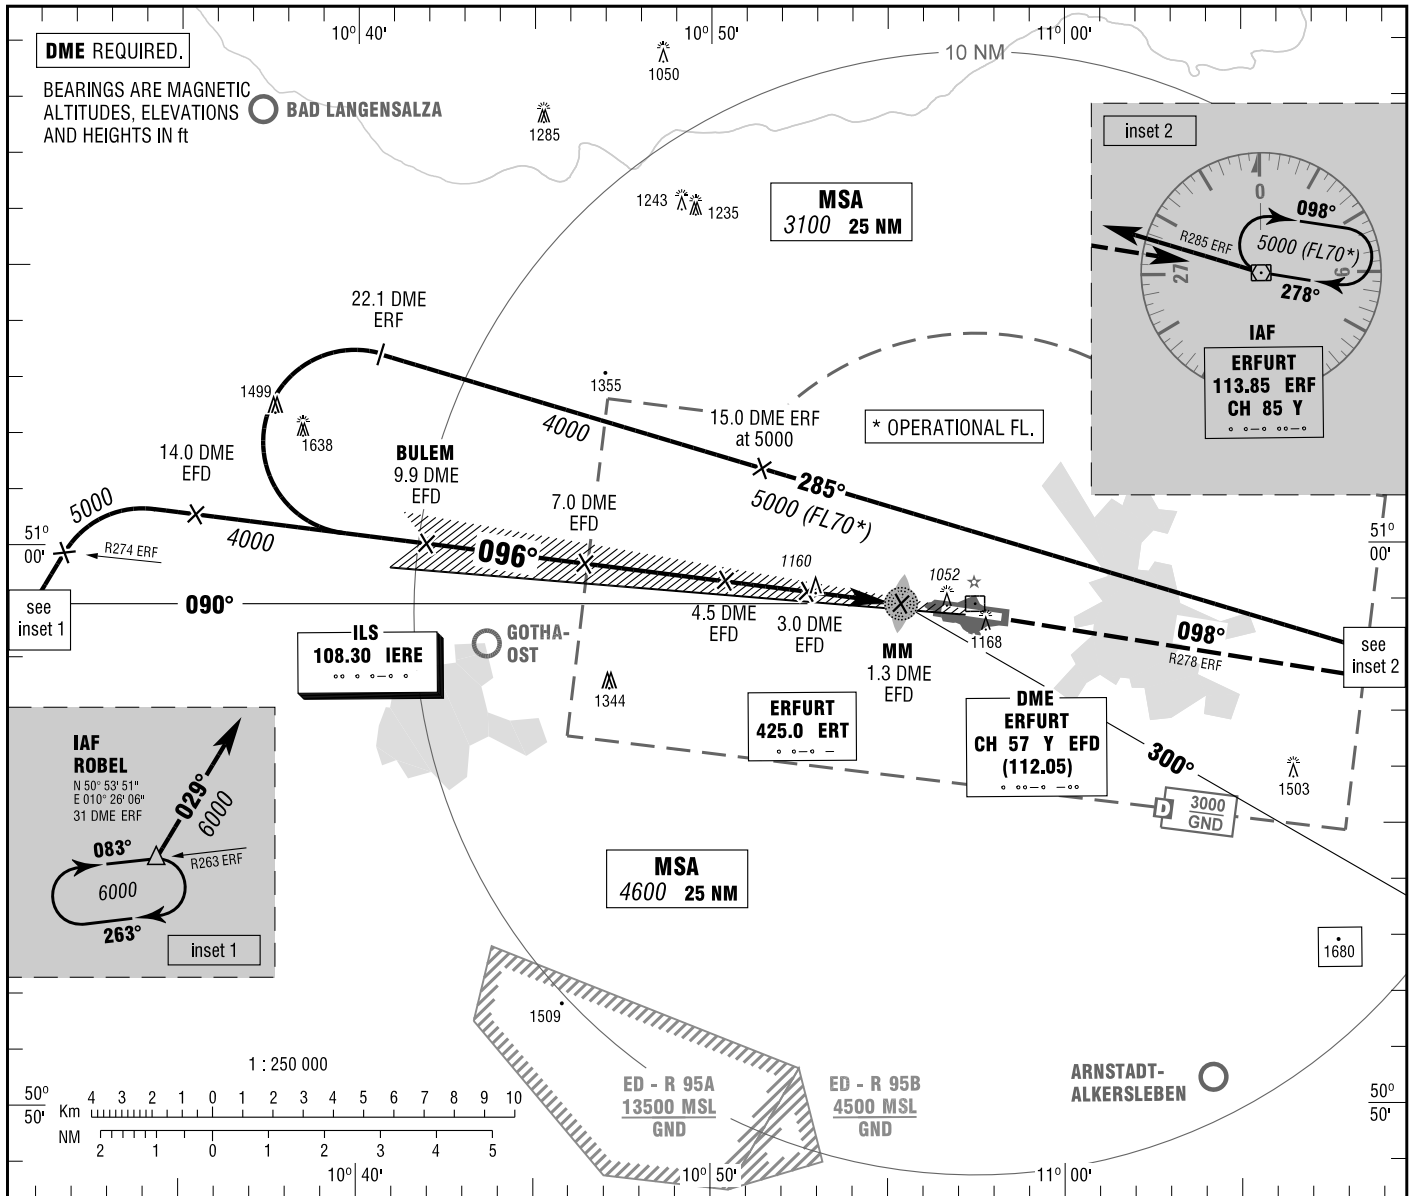 10° 40'
10° 50'
11° 00'
DME REQUIRED.
BEARINGS ARE MAGNETIC
ALTITUDES, ELEVATIONS
AND HEIGHTS IN ft
BAD LANGENSALZA
1050
1285
10 NM
1243
1235
MSA
3100 25 NM
inset 2
0
098°
R285 ERF
5000 (FL70*)
27
9
278°
IAF
ERFURT
113.85 ERF
CH 85 Y
22.1 DME
ERF
1499
1638
1355
4000
15.0 DME ERF
at 5000
* OPERATIONAL FL.
285°
5000 (FL70*)
14.0 DME
EFD
BULEM
9.9 DME
EFD
7.0 DME
EFD
5000
4000
R274 ERF
51°
00'
51°
00'
096°
1160
1052
see
inset 1
090°
4.5 DME
EFD
3.0 DME
EFD
MM
1.3 DME
EFD
1168
098°
R278 ERF
see
inset 2
ILS
108.30 IERE
GOTHA-
OST
1344
ERFURT
425.0 ERT
DME
ERFURT
CH 57 Y EFD
(112.05)
300°
1503
D
3000
GND
IAF
ROBEL
N 50° 53' 51"
E 010° 26' 06"
31 DME ERF
029°
6000
083°
R263 ERF
6000
263°
inset 1
MSA
4600 25 NM
1680
1509
1 : 250 000
ED - R 95A
13500 MSL
GND
ED - R 95B
4500 MSL
GND
ARNSTADT-
ALKERSLEBEN
50°
50'
50°
50'
Km 4 3 2 1 0 1 2 3 4 5 6 7 8 9 10
NM 2 1 0 1 2 3 4 5
10° 40'
10° 50'
11° 00'